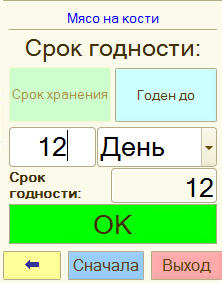 Мясо на кости
Срок годности:
Срок хранения Годен до
12 День
Срок годности: 12
OK
⬅ Сначала Выход